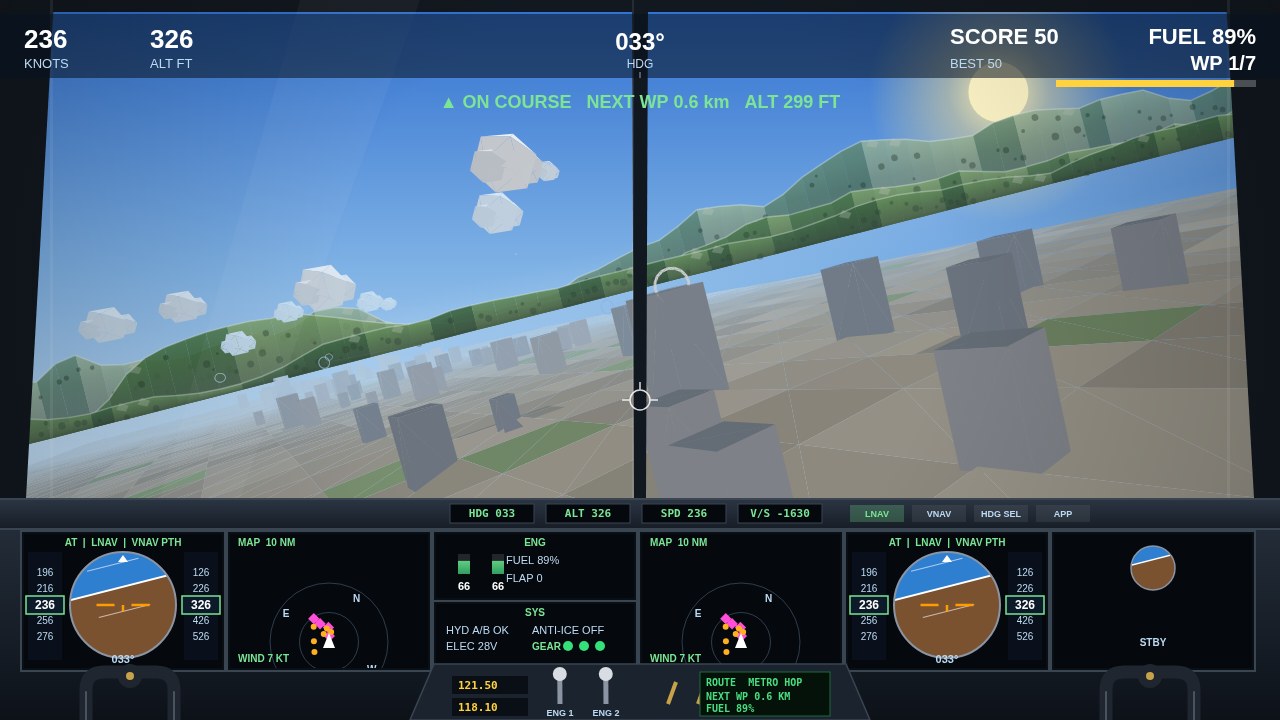 236
KNOTS
326
ALT FT
033°
HDG
SCORE 50
BEST 50
FUEL 89%
WP 1/7
▲ ON COURSE NEXT WP 0.6 km ALT 299 FT
HDG 033
ALT 326
SPD 236
V/S -1630
LNAV
VNAV
HDG SEL
APP
AT | LNAV | VNAV PTH
196
216
236
256
276
126
226
326
426
526
033°
MAP 10 NM
N
E
W
WIND 7 KT
ENG
FUEL 89%
FLAP 0
66
66
SYS
HYD A/B OK
ANTI-ICE OFF
ELEC 28V
GEAR
MAP 10 NM
N
E
WIND 7 KT
AT | LNAV | VNAV PTH
196
216
236
256
276
126
226
326
426
526
033°
STBY
121.50
118.10
ENG 1
ENG 2
ROUTE METRO HOP
NEXT WP 0.6 KM
FUEL 89%